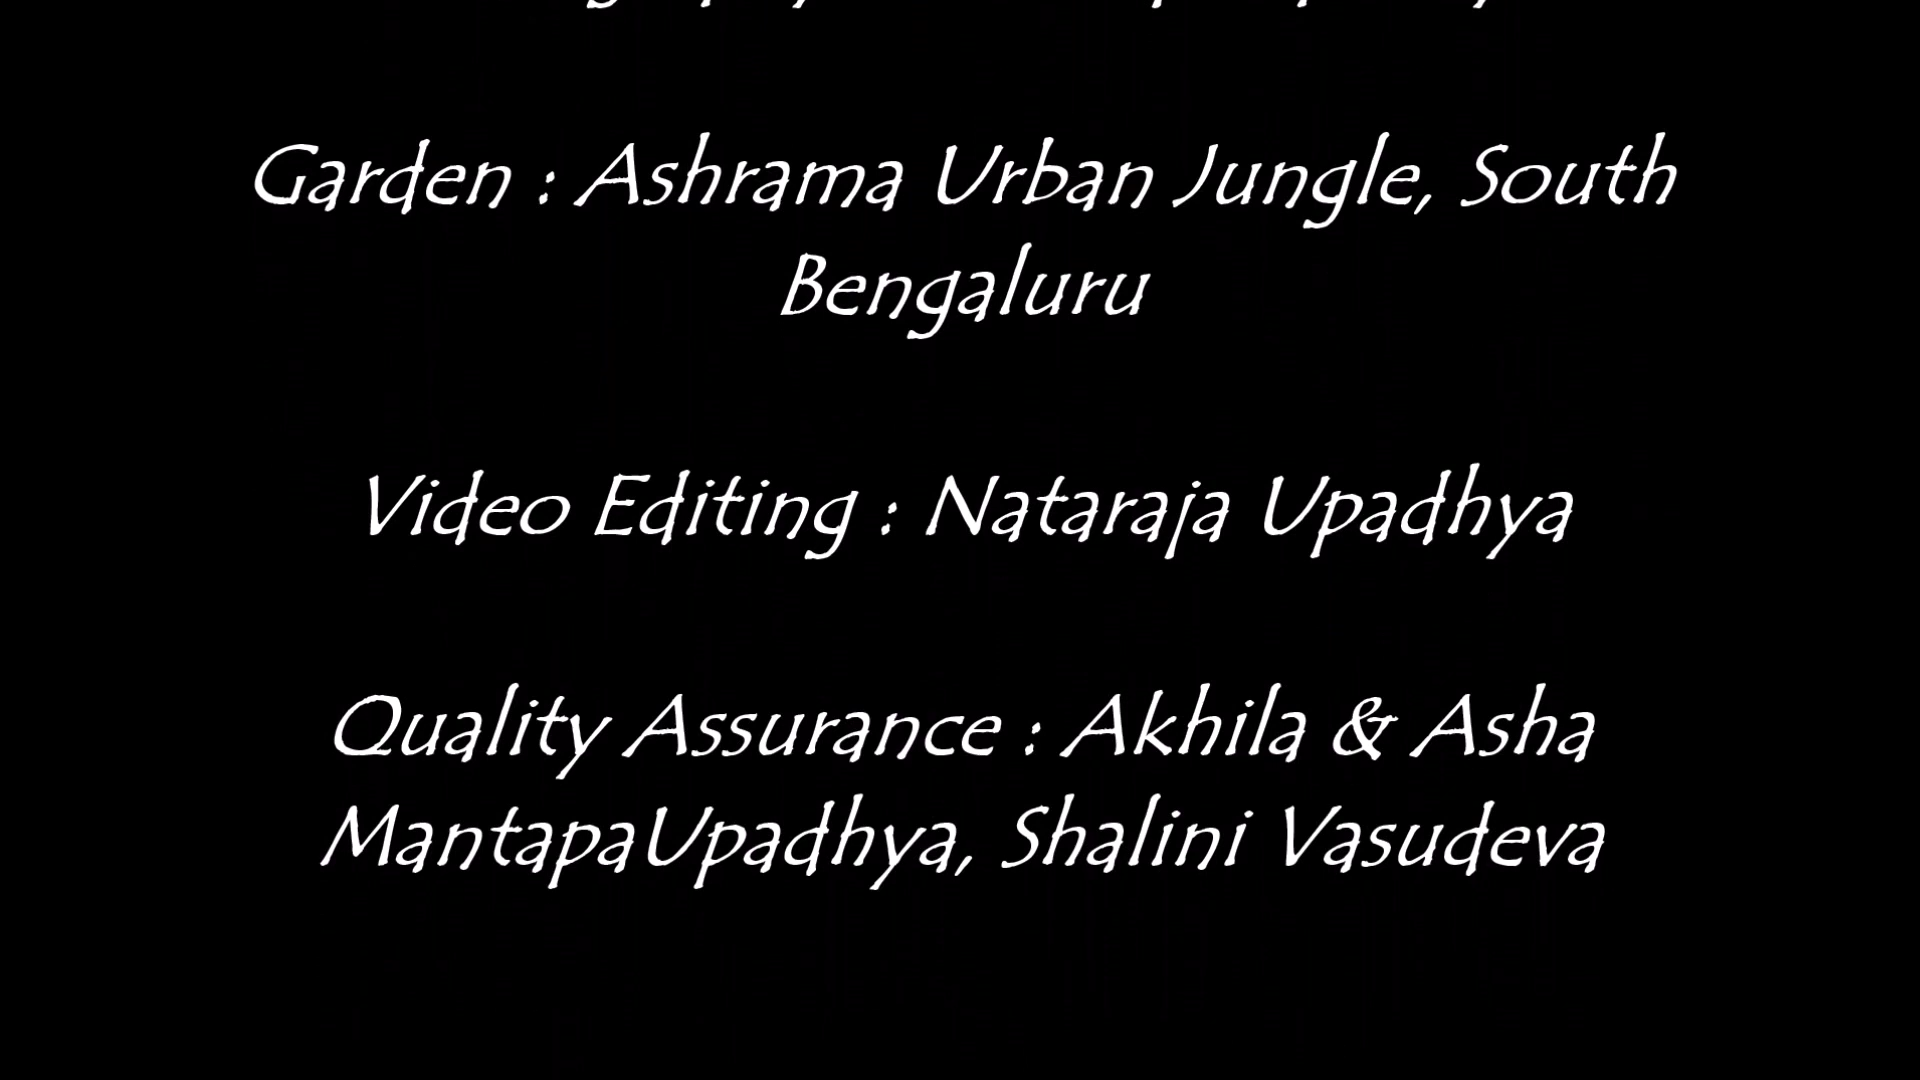 Garden : Ashrama Urban Jungle, South
Bengaluru
Video Editing : Nataraja Upadhya
Quality Assurance : Akhila & Asha
MantapaUpadhya, Shalini Vasudeva